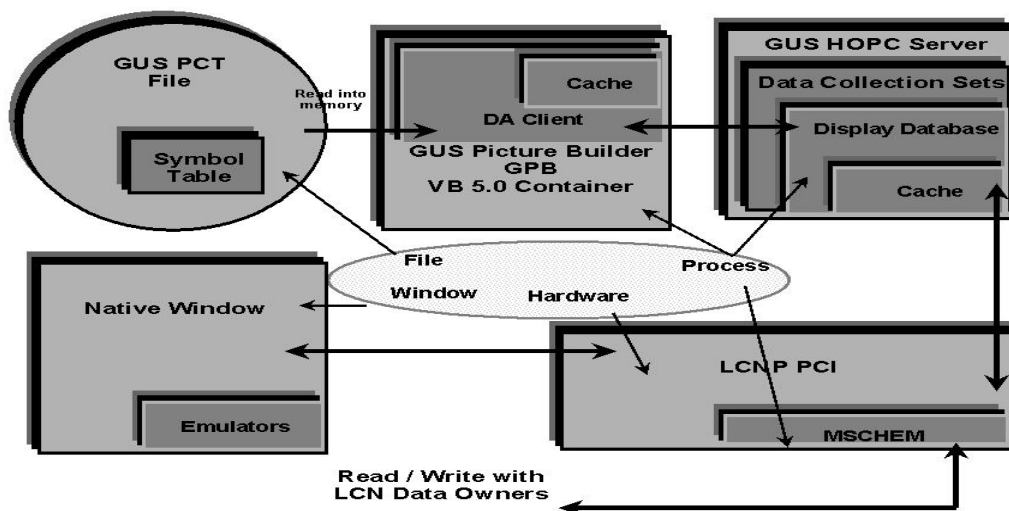 GUS PCT
File
Symbol
Table
Read into
memory
Cache
DA Client
GUS Picture Builder
GPB
VB 5.0 Container
GUS HOPC Server
Data Collection Sets
Display Database
Cache
File
Window
Hardware
Process
Native Window
Emulators
LCNP PCI
MSCHEM
Read / Write with
LCN Data Owners